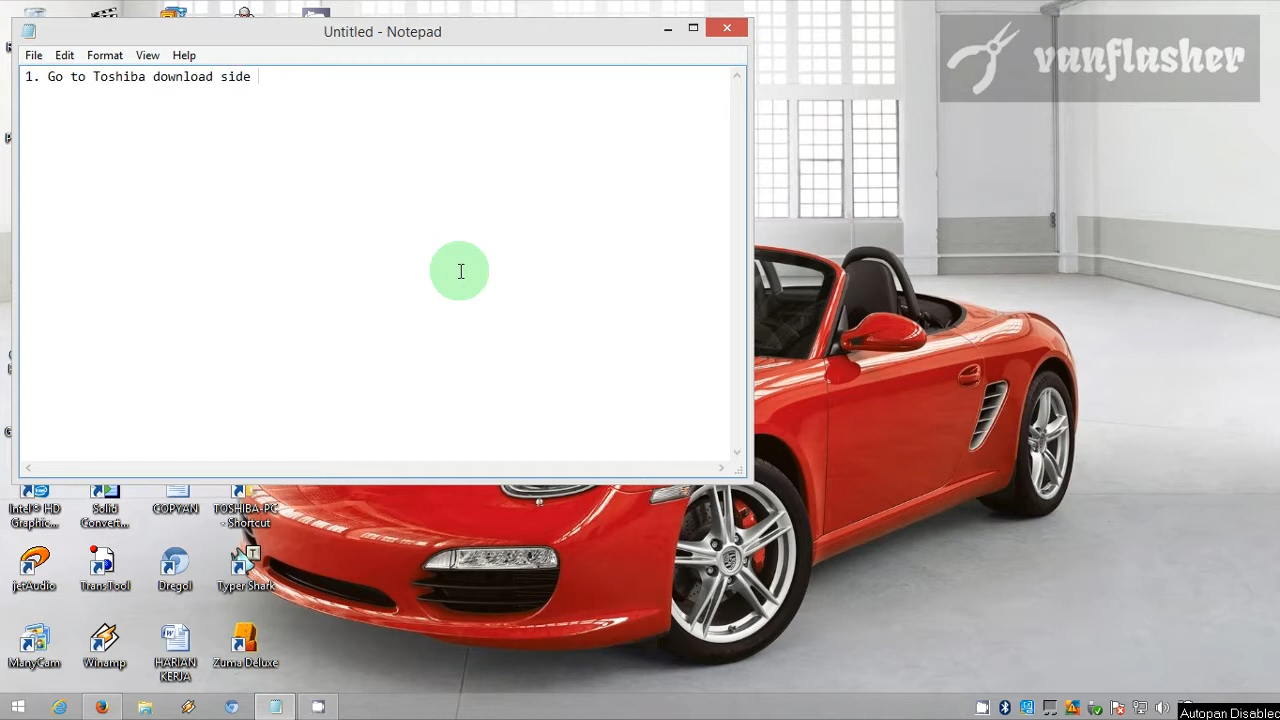 Untitled - Notepad
File Edit Format View Help
1. Go to Toshiba download side
vanflasher
Intel® HD Graphic...
Solid Convert...
COPYAN
TOSHIBA-PC - Shortcut
jetAudio
TransTool
Dregol
Typer Shark
ManyCam
Winamp
HARIAN KERJA
Zuma Deluxe
Autopan Disabled